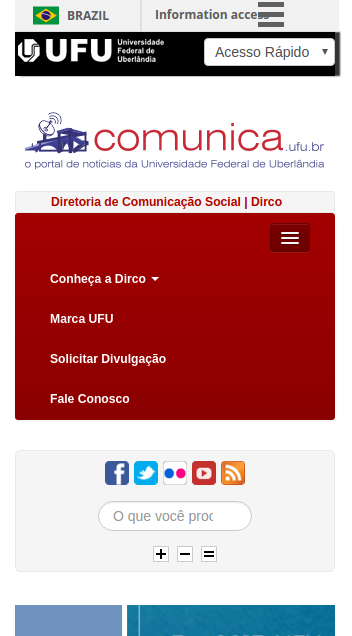 BRAZIL
Information access
UFU Universidade
Federal de
Uberlândia
Acesso Rápido
comunica.ufu.br
o portal de notícias da Universidade Federal de Uberlândia
Diretoria de Comunicação Social | Dirco
Conheça a Dirco
Marca UFU
Solicitar Divulgação
Fale Conosco
O que você proc